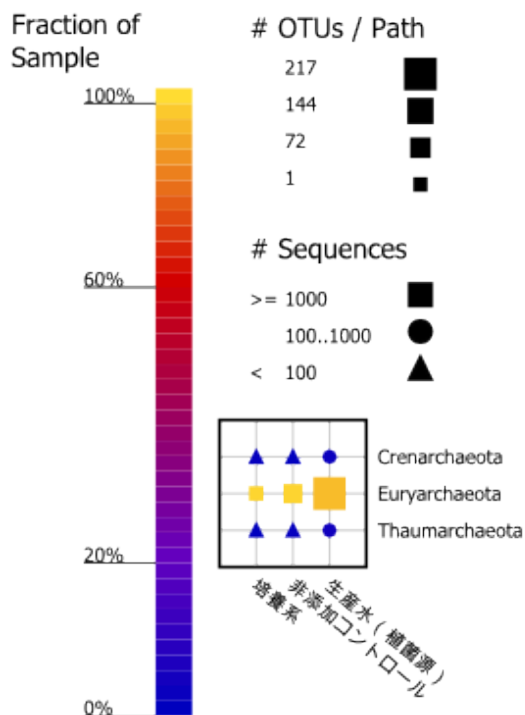 Fraction of
Sample
100%
60%
20%
0%
# OTUs / Path
217
144
72
1
# Sequences
>= 1000
100..1000
< 100
Crenarchaeota
Euryarchaeota
Thaumarchaeota
培養系
非添加コントロール
生産水(植菌源)